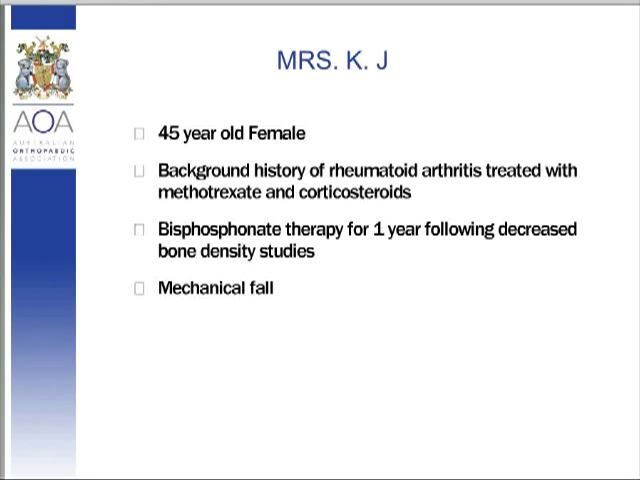 MRS. K. J
AOA
AUSTRALIAN
ORTHOPAEDIC
ASSOCIATION
45 year old Female
Background history of rheumatoid arthritis treated with
methotrexate and corticosteroids
Bisphosphonate therapy for 1 year following decreased
bone density studies
Mechanical fall